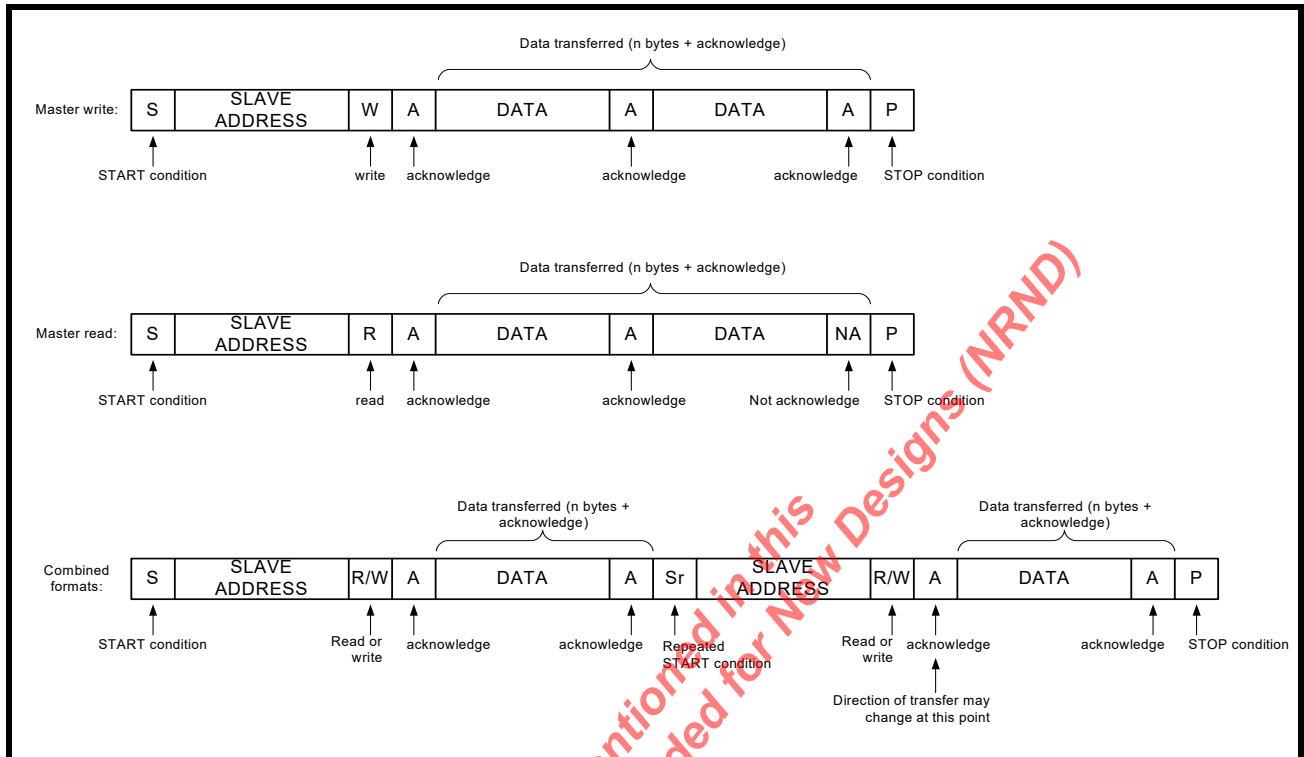 Data transferred (n bytes + acknowledge)
Master write: S SLAVE ADDRESS W A DATA A DATA A P
START condition write acknowledge acknowledge acknowledge STOP condition
Data transferred (n bytes + acknowledge)
Master read: S SLAVE ADDRESS R A DATA A DATA NA P
START condition read acknowledge acknowledge Not acknowledge STOP condition
Data transferred (n bytes +
acknowledge)
Data transferred (n bytes +
acknowledge)
Combined
formats:
S SLAVE ADDRESS R/W A DATA A Sr SLAVE ADDRESS R/W A DATA A P
START condition
Read or
write
acknowledge
acknowledge
Repeated
START condition
Read or
write
acknowledge
acknowledge
STOP condition
Direction of transfer may
change at this point
in this
for New Designs (NRND)